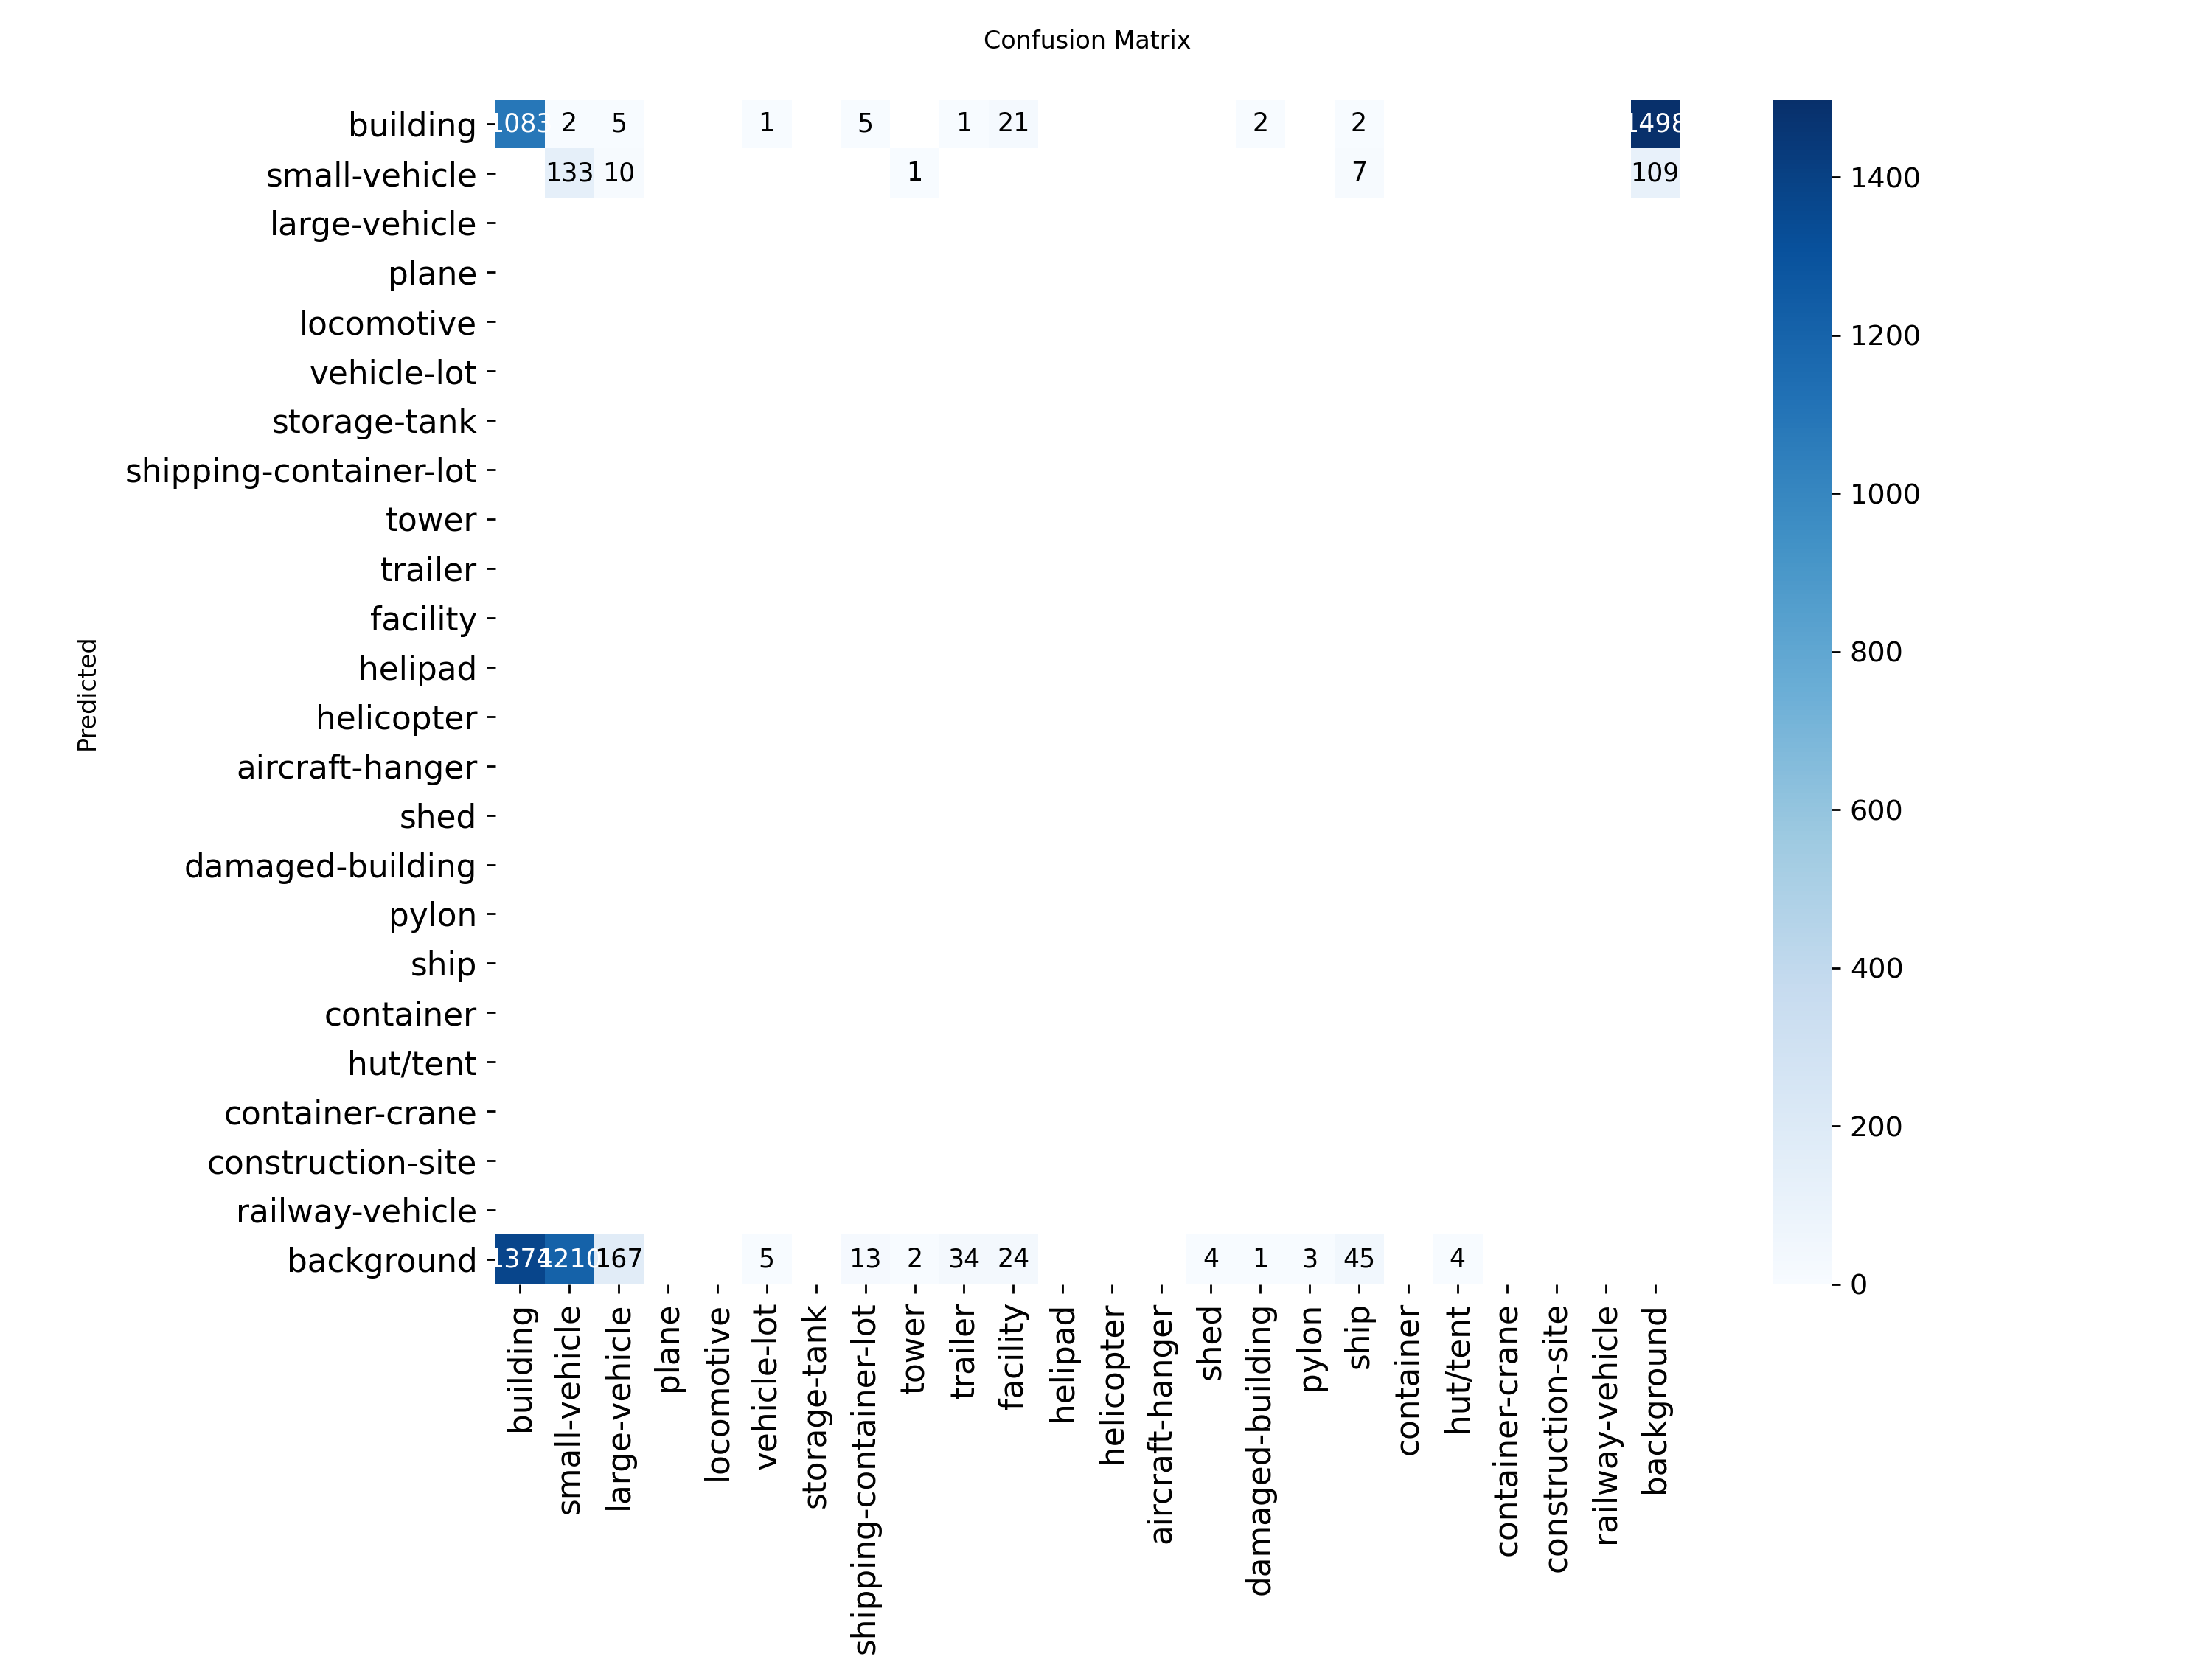 Confusion Matrix
building 1083 2 5 1 5 1 21 2 2 1498
small-vehicle 133 10 1 7 109
large-vehicle
plane
locomotive
vehicle-lot
storage-tank
shipping-container-lot
tower
trailer
facility
helipad
helicopter
aircraft-hanger
shed
damaged-building
pylon
ship
container
hut/tent
container-crane
construction-site
railway-vehicle
background 1374 1210 167 5 13 2 34 24 4 1 3 45 4
Predicted
building
small-vehicle
large-vehicle
plane
locomotive
vehicle-lot
storage-tank
shipping-container-lot
tower
trailer
facility
helipad
helicopter
aircraft-hanger
shed
damaged-building
pylon
ship
container
hut/tent
container-crane
construction-site
railway-vehicle
background
1400
1200
1000
800
600
400
200
0